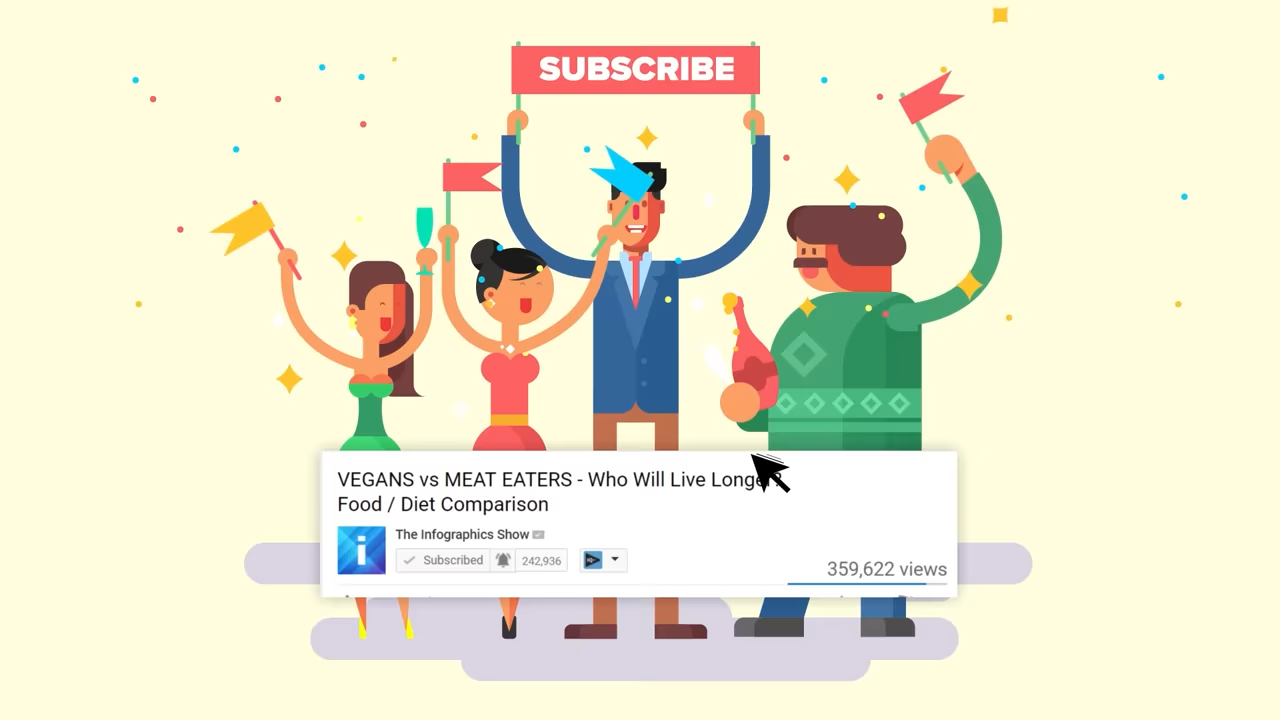 SUBSCRIBE
VEGANS vs MEAT EATERS - Who Will Live Longer?
Food / Diet Comparison
The Infographics Show
Subscribed 242,936
359,622 views